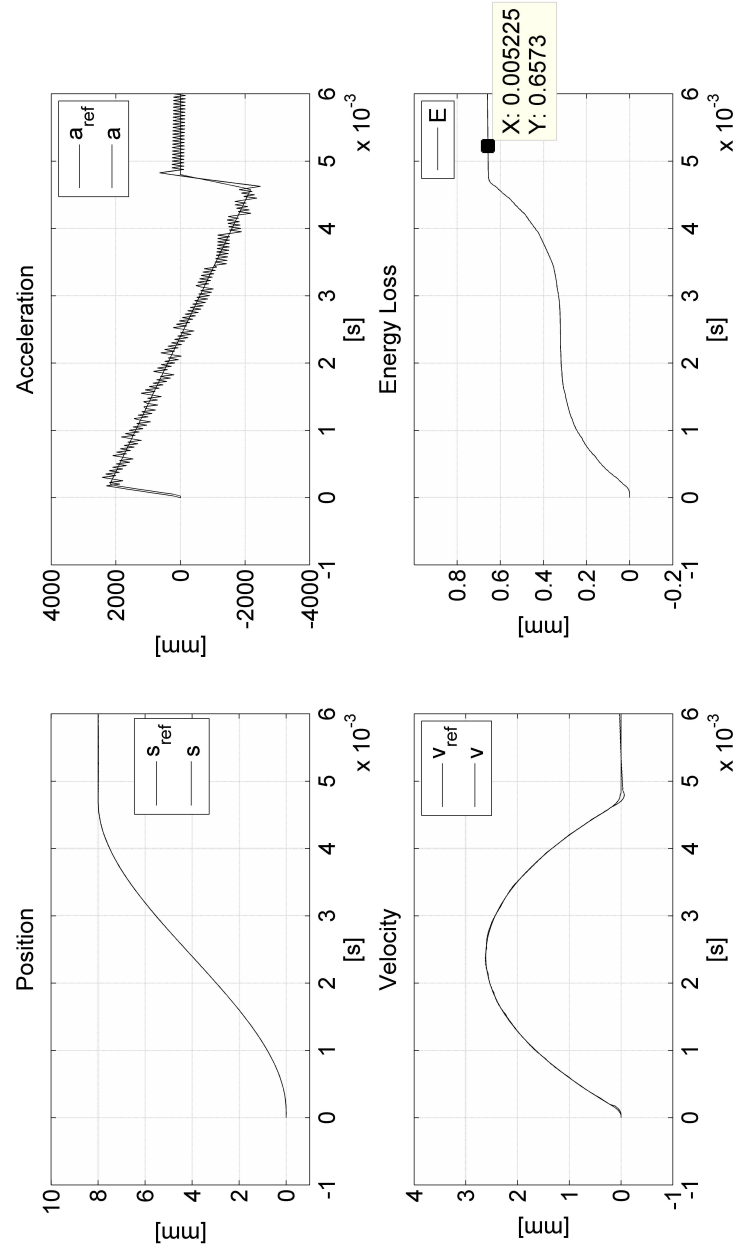 Position
10
8
6
4
2
0
[mm]
-1 0 1 2 3 4 5 6
x 10-3
[s]
sref
s
Acceleration
4000
2000
0
-2000
-4000
[mm]
-1 0 1 2 3 4 5 6
x 10-3
[s]
aref
a
Velocity
4
3
2
1
0
-1
[mm]
-1 0 1 2 3 4 5 6
x 10-3
[s]
vref
v
Energy Loss
0.8
0.6
0.4
0.2
0
-0.2
[mm]
-1 0 1 2 3 4 5 6
x 10-3
[s]
E
X: 0.005225
Y: 0.6573